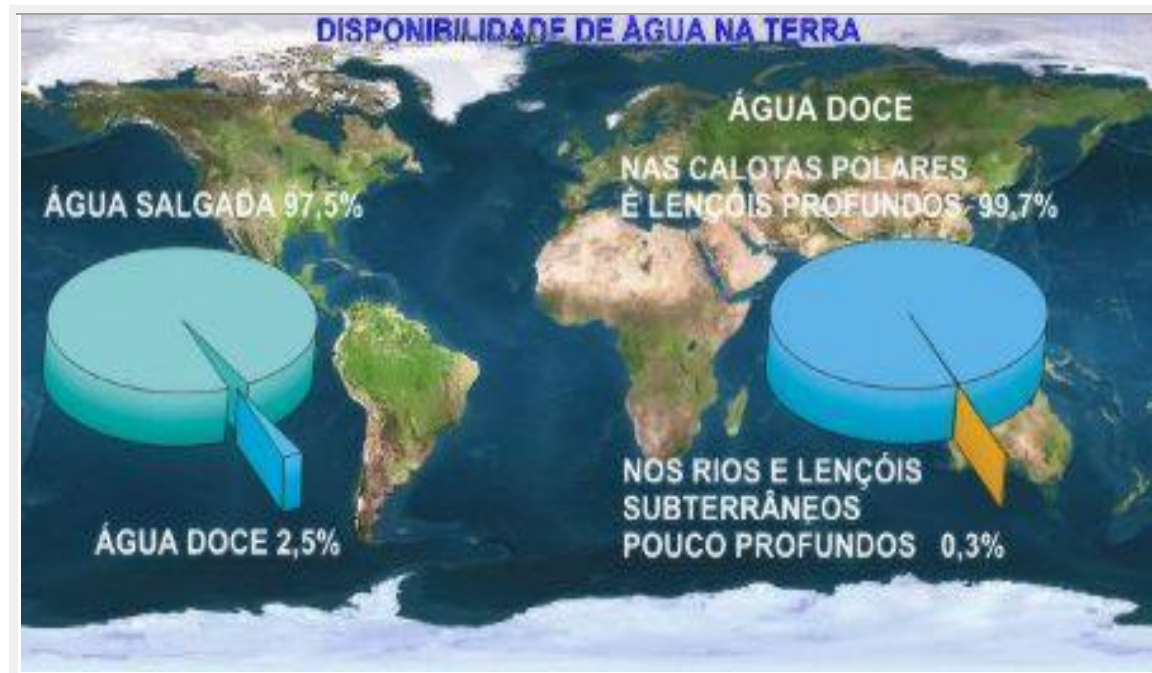 DISPONIBILIDADE DE ÁGUA NA TERRA
ÁGUA SALGADA 97,5%
ÁGUA DOCE 2,5%
ÁGUA DOCE
NAS CALOTAS POLARES
E LENÇÓIS PROFUNDOS 99,7%
NOS RIOS E LENÇÓIS
SUBTERRÂNEOS
POUCO PROFUNDOS 0,3%